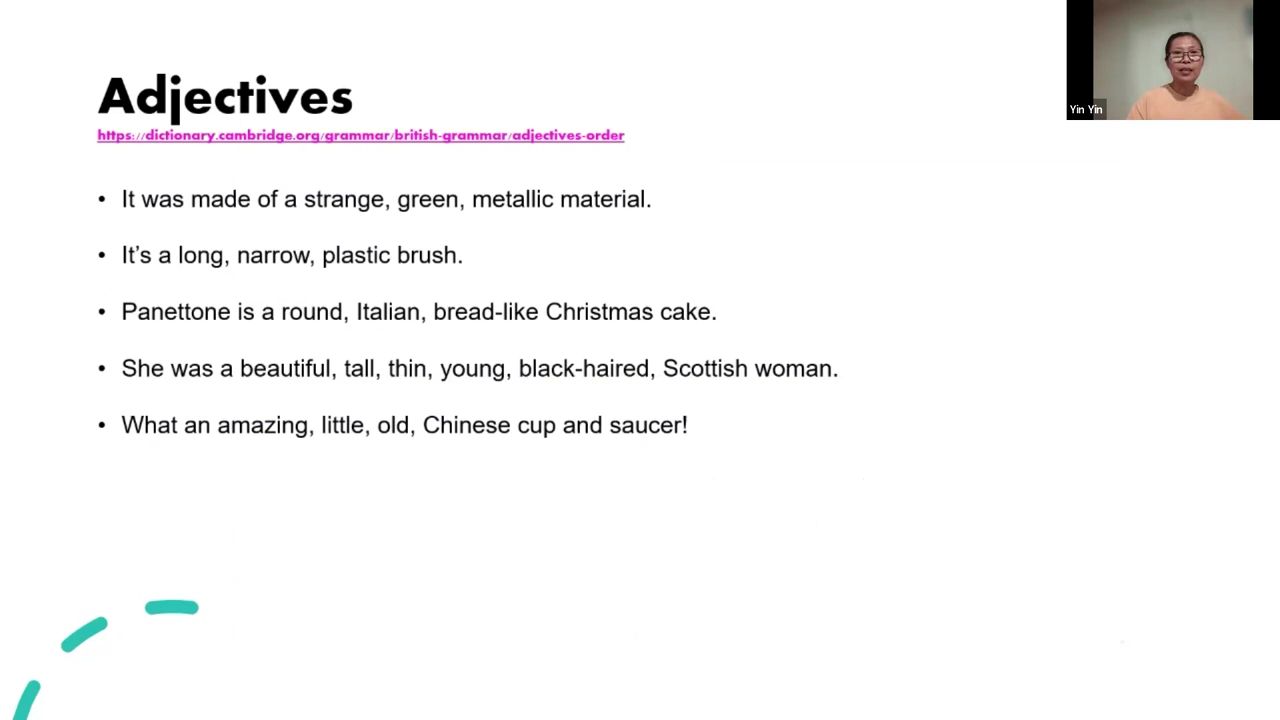 Adjectives
https://dictionary.cambridge.org/grammar/british-grammar/adjectives-order
• It was made of a strange, green, metallic material.
• It’s a long, narrow, plastic brush.
• Panettone is a round, Italian, bread-like Christmas cake.
• She was a beautiful, tall, thin, young, black-haired, Scottish woman.
• What an amazing, little, old, Chinese cup and saucer!
Yin Yin